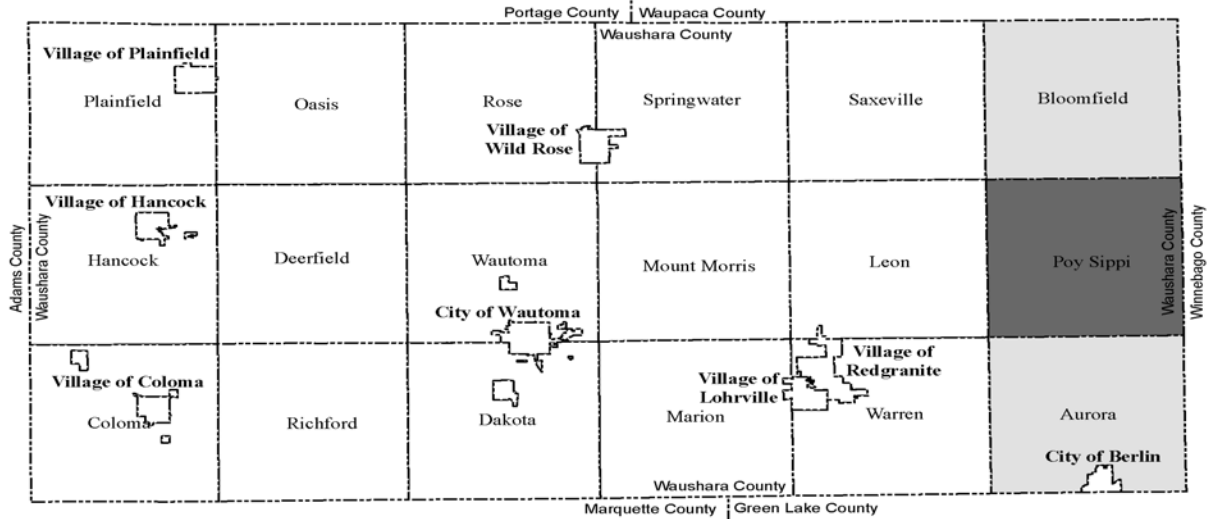 Portage County
Waupaca County
Waushara County
Village of Plainfield
Plainfield
Oasis
Rose
Springwater
Saxeville
Bloomfield
Village of
Wild Rose
Village of Hancock
Hancock
Deerfield
Wautoma
Mount Morris
Leon
Poy Sippi
Adams County
Waushara County
Waushara County
Winnebago County
City of Wautoma
Village of Coloma
Coloma
Richford
Dakota
Village of
Lohrville
Marion
Village of
Redgranite
Warren
Aurora
City of Berlin
Waushara County
Marquette County
Green Lake County